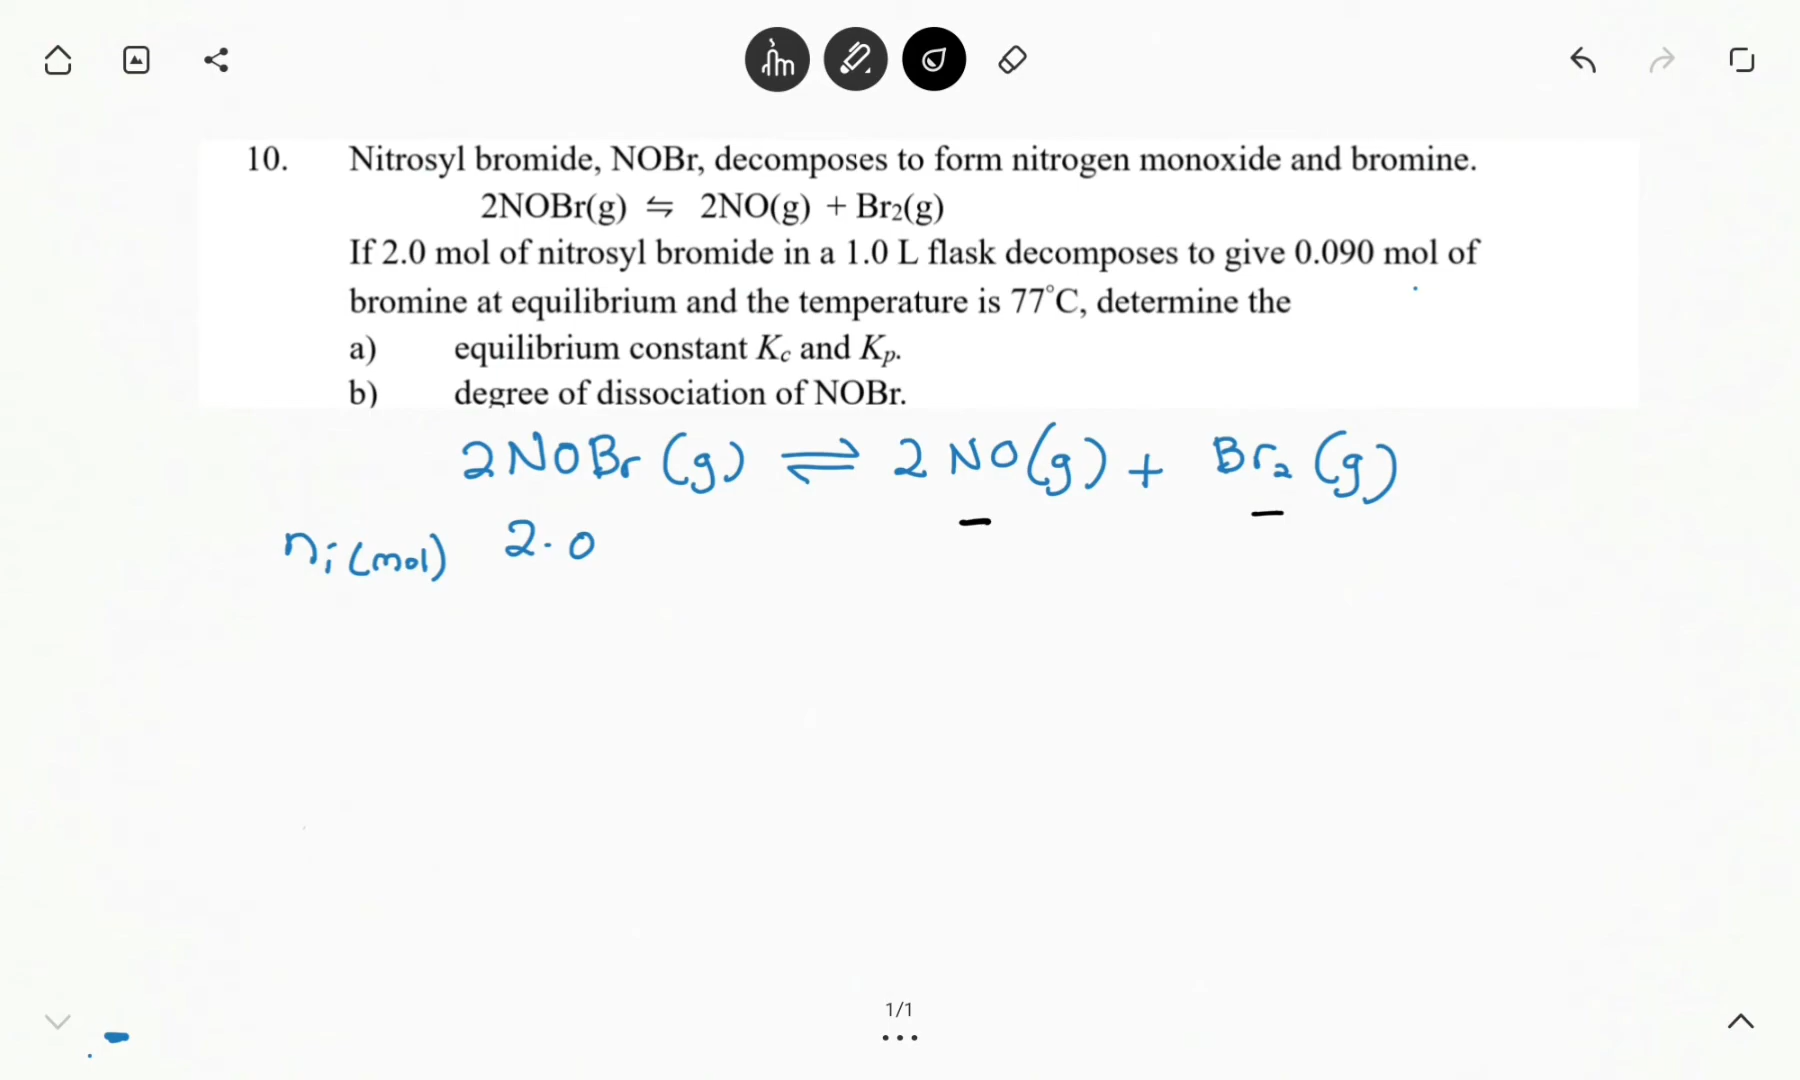 10. Nitrosyl bromide, NOBr, decomposes to form nitrogen monoxide and bromine.
2NOBr(g) ⇋ 2NO(g) + Br₂(g)
If 2.0 mol of nitrosyl bromide in a 1.0 L flask decomposes to give 0.090 mol of
bromine at equilibrium and the temperature is 77°C, determine the
a) equilibrium constant Kc and Kp.
b) degree of dissociation of NOBr.
2NOBr (g) ⇌ 2 NO(g) + Br₂ (g)
ni (mol) 2.0 – –
1/1